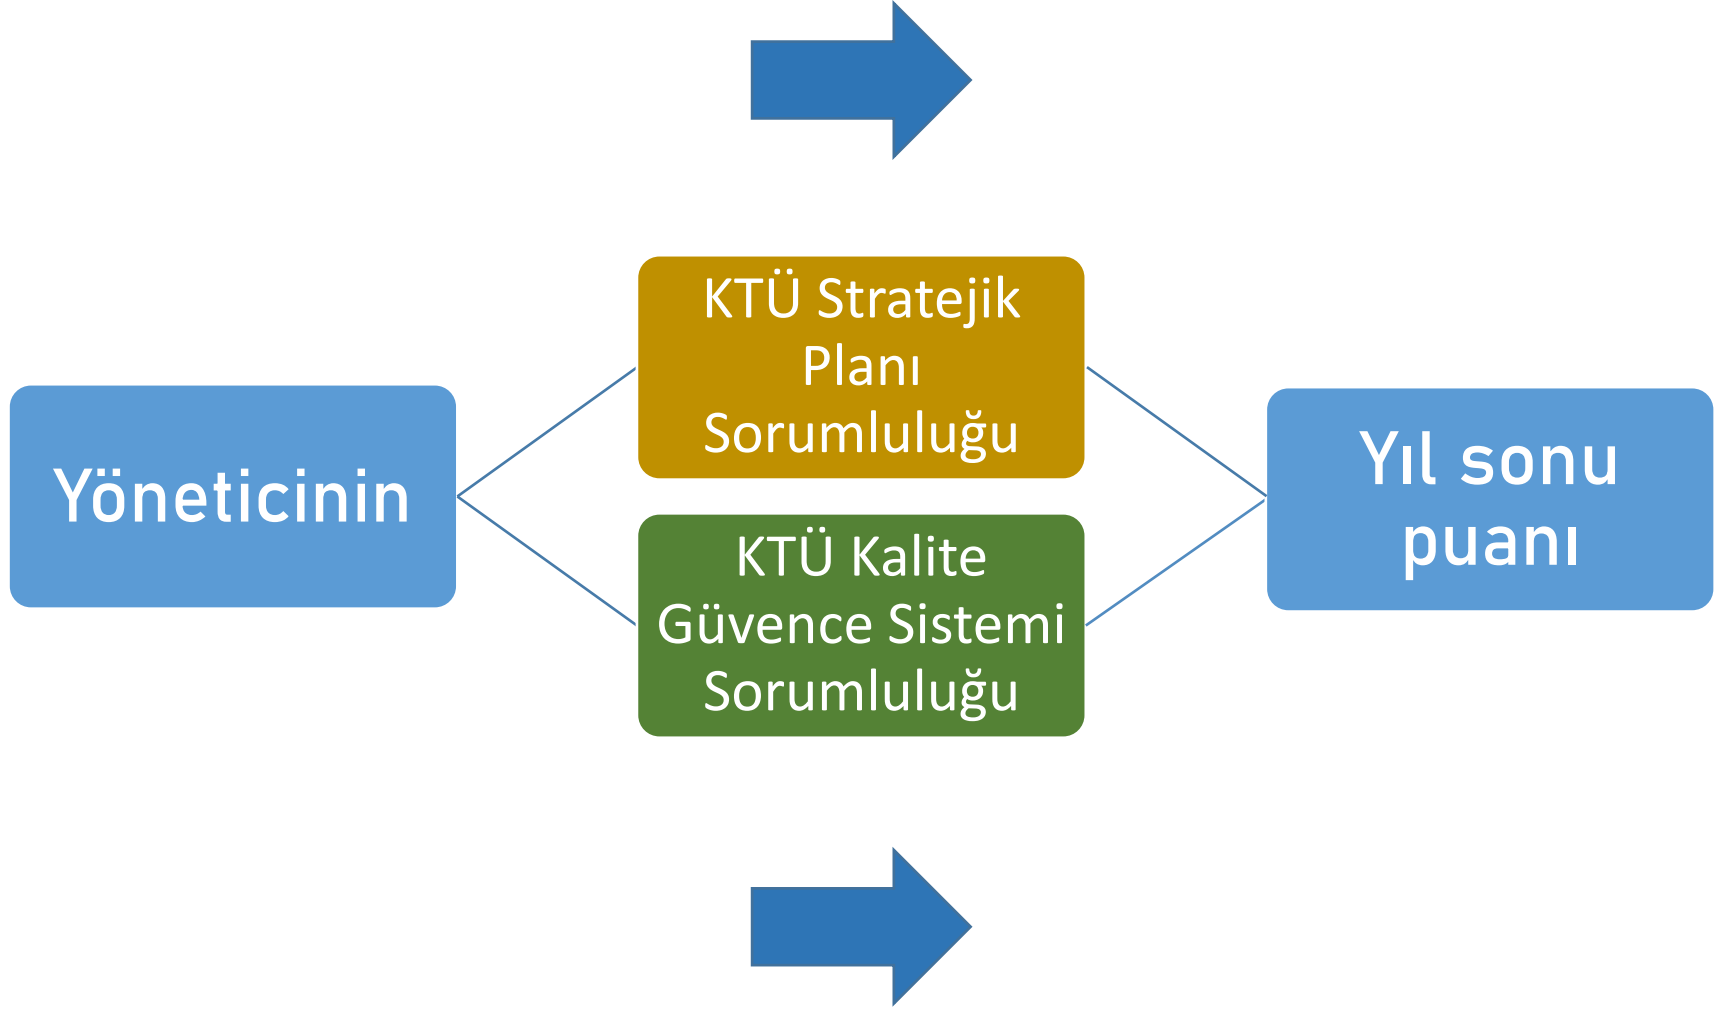 Yöneticinin
KTÜ Stratejik
Planı
Sorumluluğu
KTÜ Kalite
Güvence Sistemi
Sorumluluğu
Yıl sonu
puanı